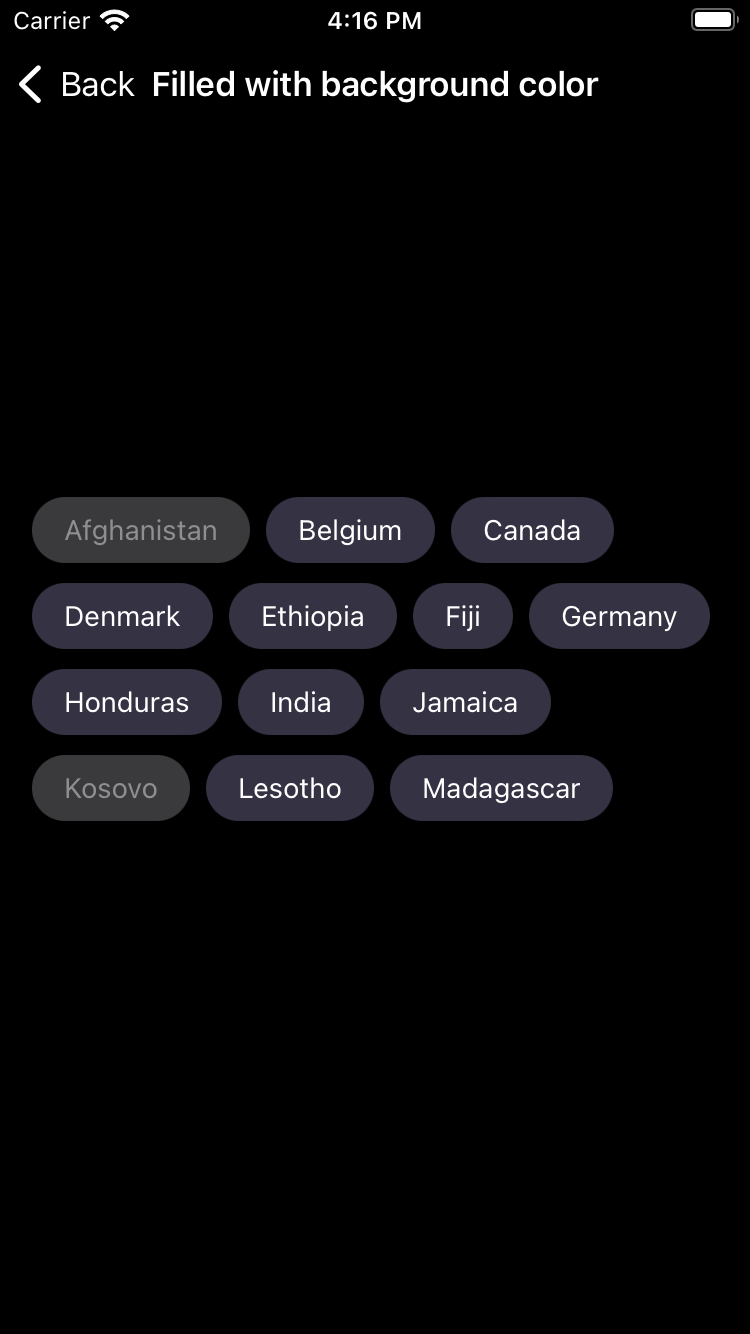 Carrier 4:16 PM
Back Filled with background color
Afghanistan Belgium Canada
Denmark Ethiopia Fiji Germany
Honduras India Jamaica
Kosovo Lesotho Madagascar